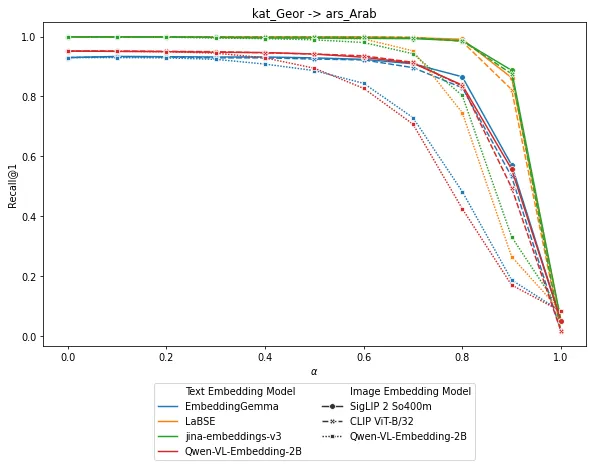 kat_Geor -> ars_Arab
Recall@1
1.0
0.8
0.6
0.4
0.2
0.0
0.0
0.2
0.4
0.6
0.8
1.0
α
Text Embedding Model
EmbeddingGemma
LaBSE
jina-embeddings-v3
Qwen-VL-Embedding-2B
Image Embedding Model
SigLIP 2 So400m
CLIP ViT-B/32
Qwen-VL-Embedding-2B